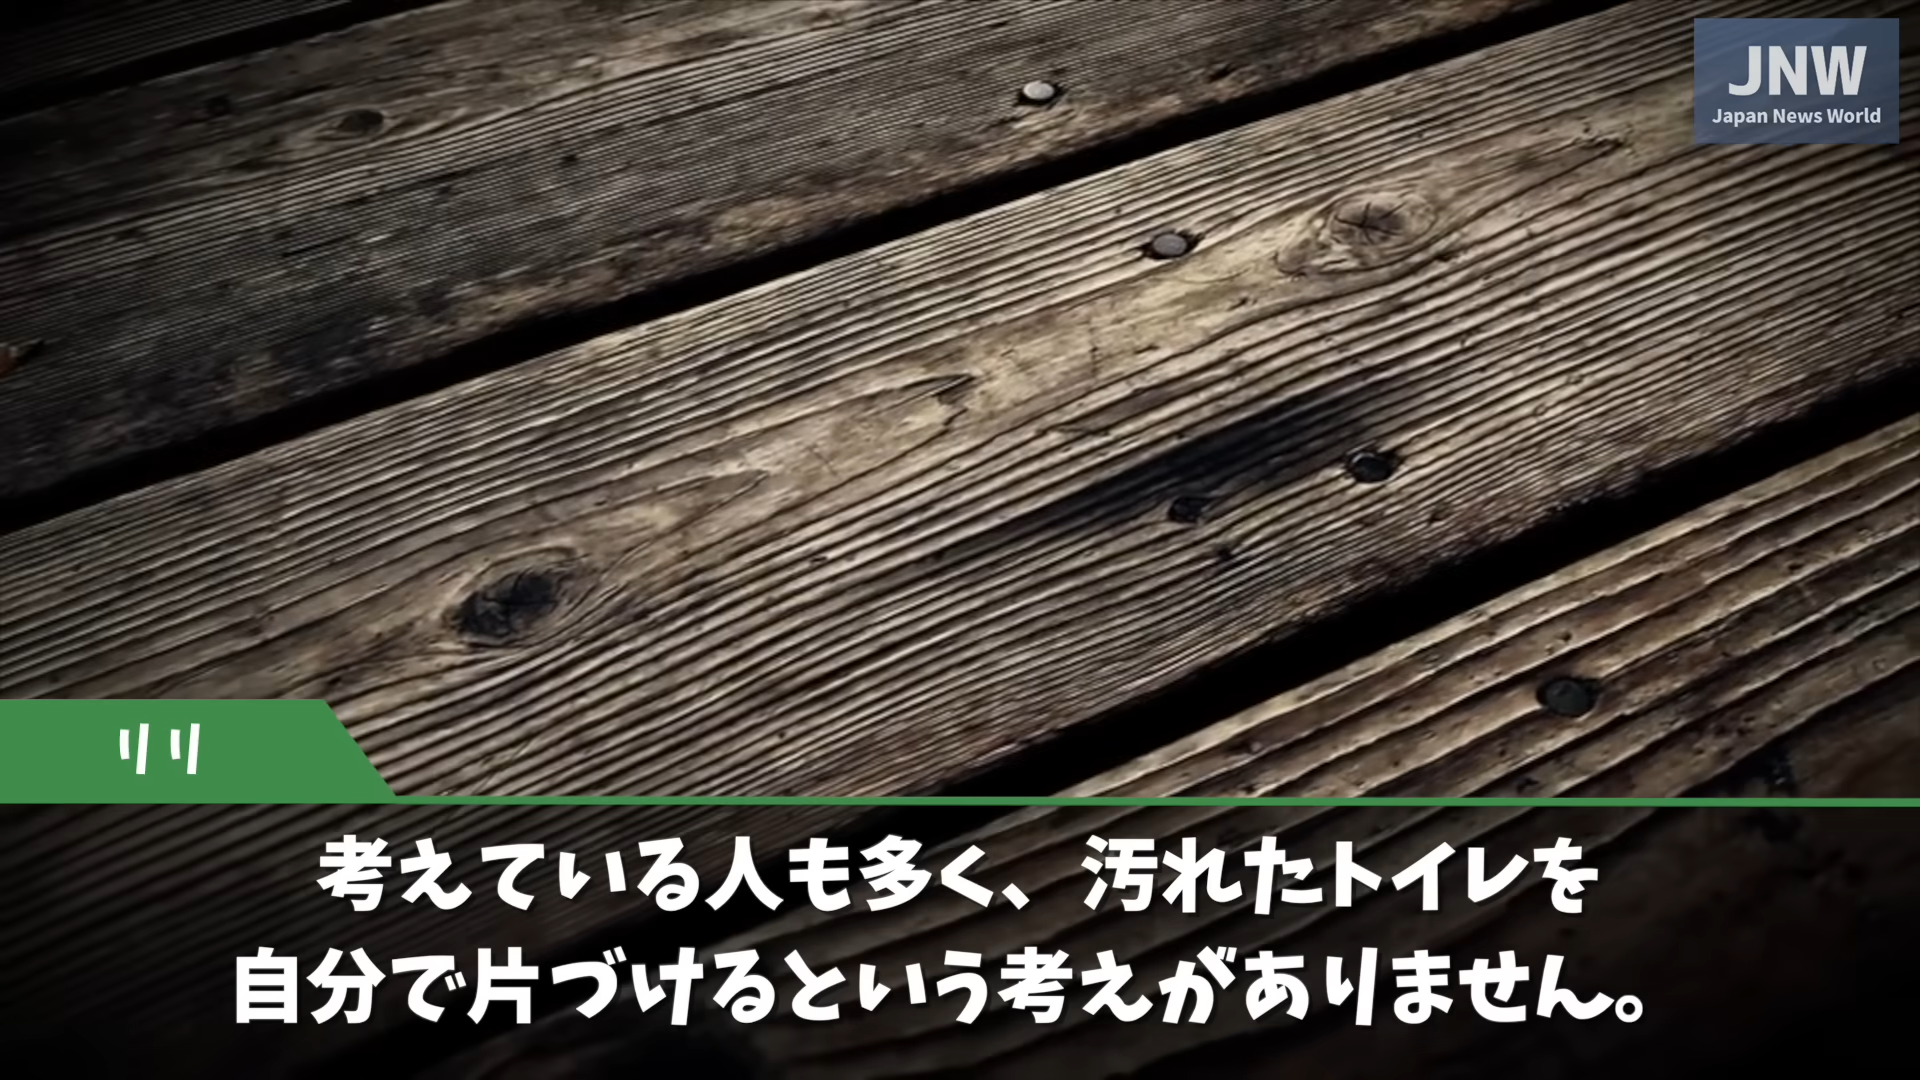 JNW
Japan News World
リリ
考えている人も多く、汚れたトイレを
自分で片づけるという考えがありません。